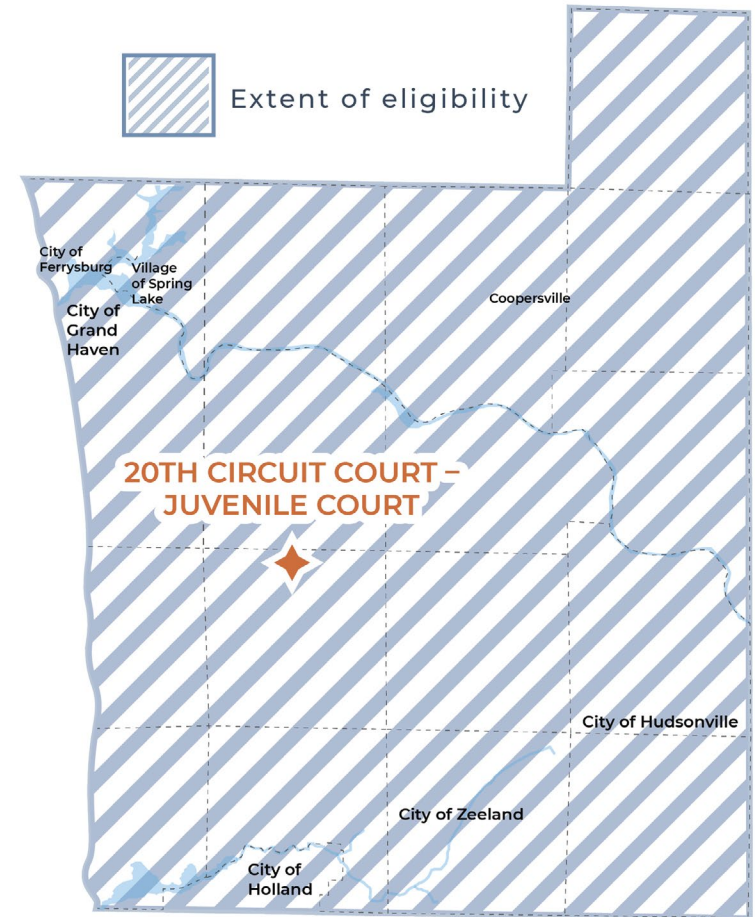 Extent of eligibility
City of
Ferrysburg
Village
of Spring
Lake
City of
Grand
Haven
Coopersville
20TH CIRCUIT COURT –
JUVENILE COURT
City of Hudsonville
City of Zeeland
City of
Holland